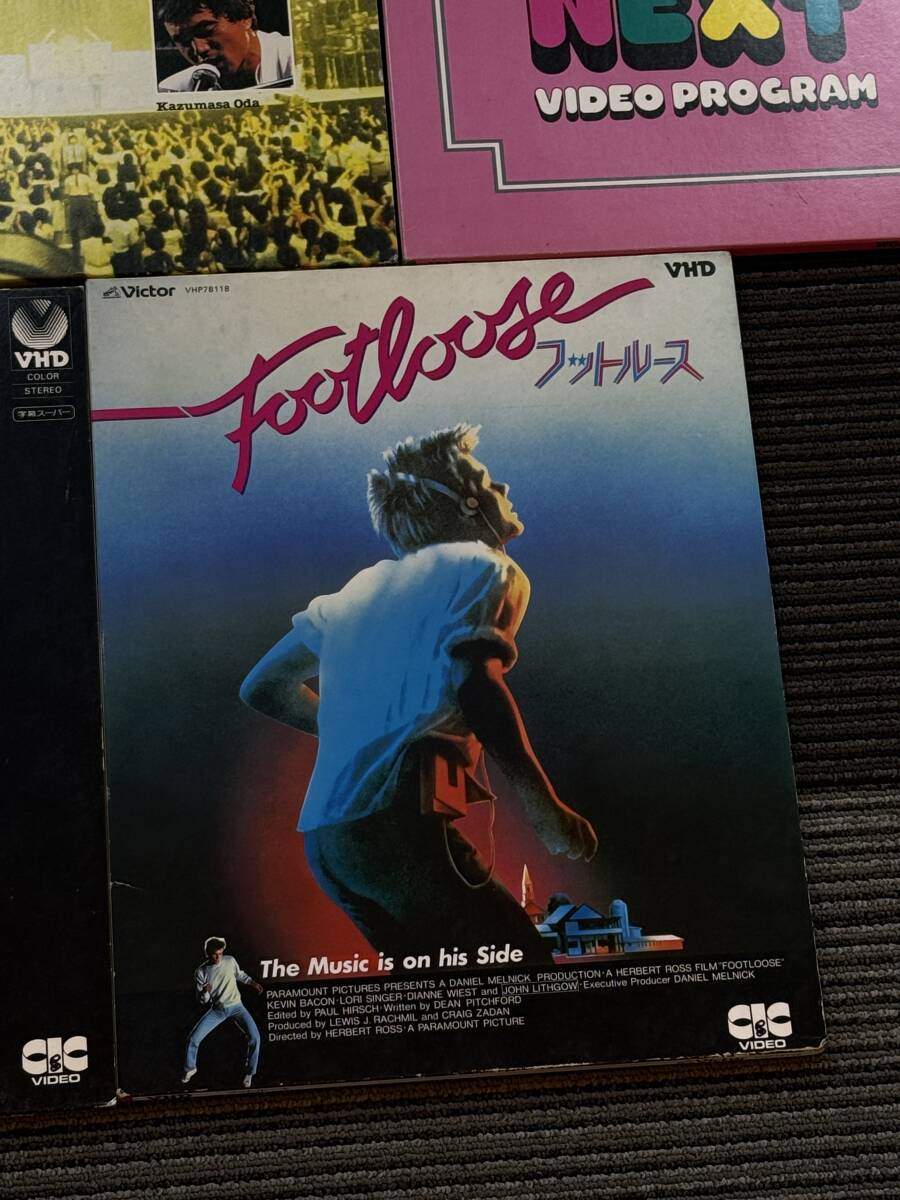 Kazumasa Oda
NEXT
VIDEO PROGRAM
VHD
COLOR
STEREO
字幕スーパー
CIC
VIDEO
Victor VHP78118
VHD
Footloose
フットルース
The Music is on his Side
PARAMOUNT PICTURES PRESENTS A DANIEL MELNICK PRODUCTION·A HERBERT ROSS FILM "FOOTLOOSE"
KEVIN BACON·LORI SINGER·DIANNE WIEST and JOHN LITHGOW·Executive Producer DANIEL MELNICK
Edited by PAUL HIRSCH·Written by DEAN PITCHFORD
Produced by LEWIS J. RACHMIL and CRAIG ZADAN
Directed by HERBERT ROSS·A PARAMOUNT PICTURE
CIC
VIDEO